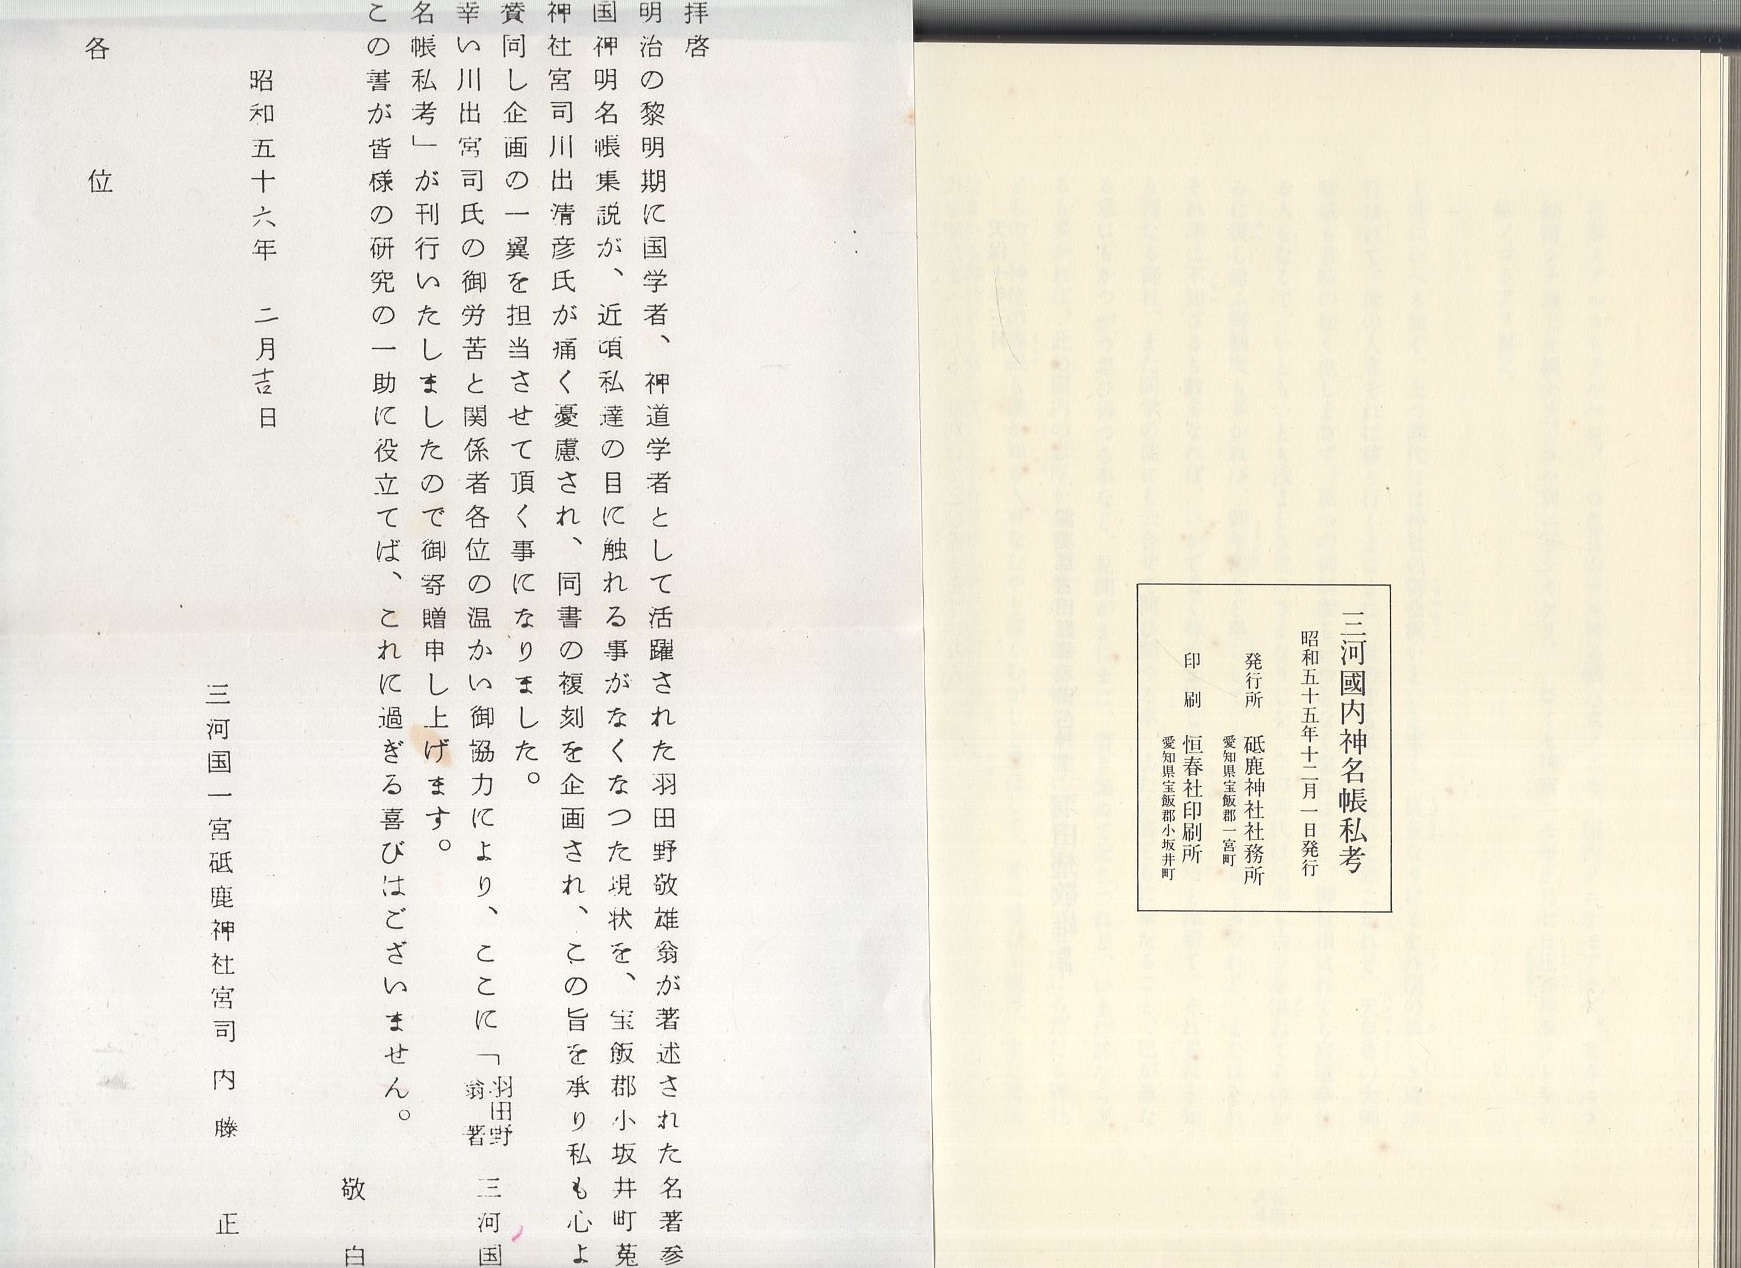 三河國内神名帳私考
昭和五十五年十二月一日発行
発行所　砥鹿神社社務所
愛知県宝飯郡一宮町
印　刷　恒春社印刷所
愛知県宝飯郡小坂井町
拝啓
明治の黎明期に国学者、神道学者として活躍された羽田野敬雄翁が著述された名著参
国神明名帳集説が、近頃私達の目に触れる事がなくなつた現状を、宝飯郡小坂井町菟
神社宮司川出清彦氏が痛く憂慮され、同書の複刻を企画され、この旨を承り私も心よ
賛同し企画の一翼を担当させて頂く事になりました。
幸い川出宮司氏の御労苦と関係者各位の温かい御協力により、ここに「羽田野翁著　三河国
名帳私考」が刊行いたしましたので御寄贈申し上げます。
この書が皆様の研究の一助に役立てば、これに過ぎる喜びはございません。
敬　白
昭和五十六年　二月吉日
三河国一宮砥鹿神社宮司　内　藤　　正
各　　位